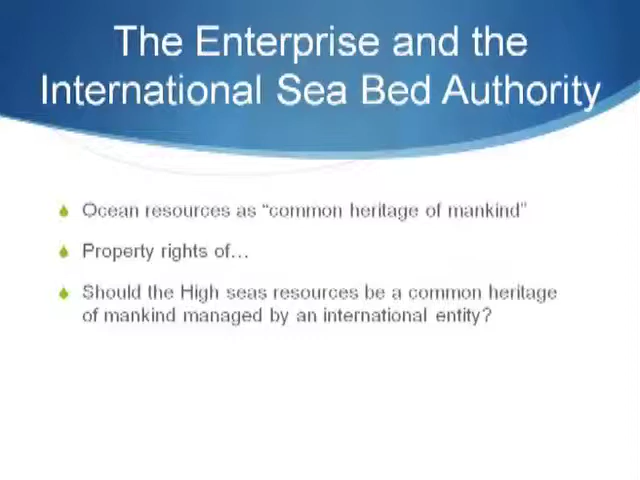 The Enterprise and the
International Sea Bed Authority
Ocean resources as “common heritage of mankind”
Property rights of…
Should the High seas resources be a common heritage
of mankind managed by an international entity?